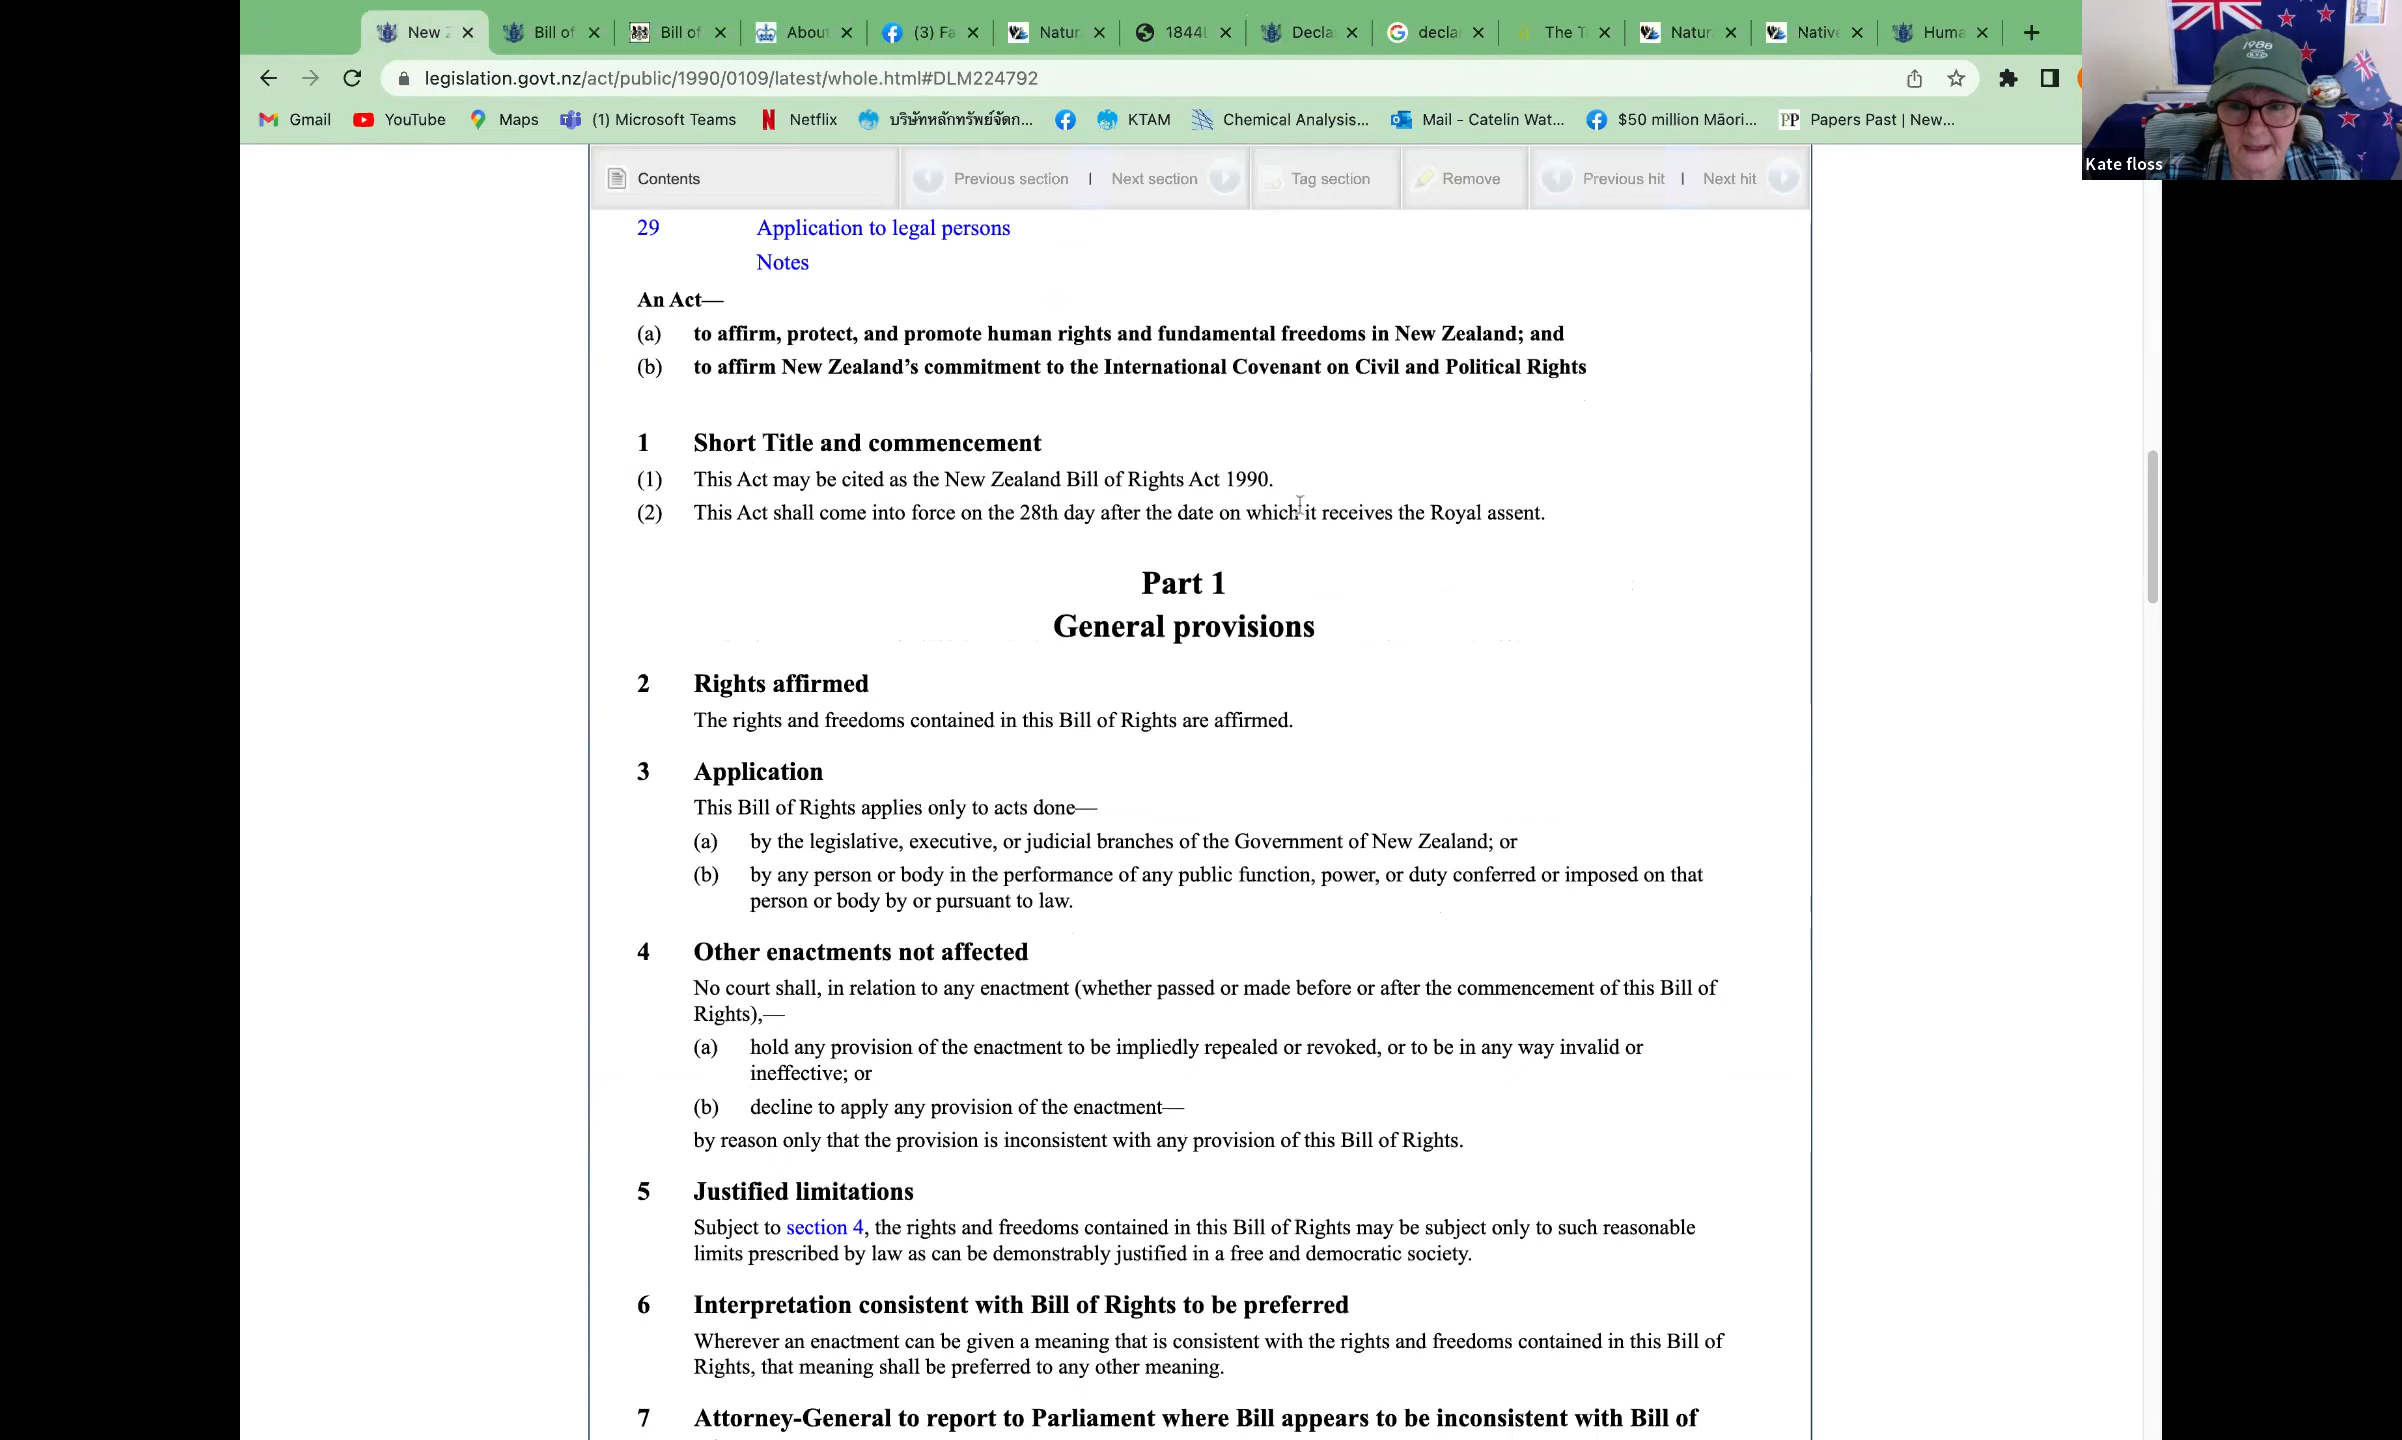 New Z
Bill of
Bill of
About
(3) Fa
Natur
1844
Decla
decla
The T
Natur
Native
Huma
legislation.govt.nz/act/public/1990/0109/latest/whole.html#DLM224792
Gmail YouTube Maps (1) Microsoft Teams Netflix บริษัทหลักทรัพย์จัดก... KTAM Chemical Analysis... Mail – Catelin Wat... $50 million Māori... PP Papers Past | New...
1988
Kate floss
Contents Previous section | Next section Tag section Remove Previous hit | Next hit
29 Application to legal persons
Notes
An Act—
(a) to affirm, protect, and promote human rights and fundamental freedoms in New Zealand; and
(b) to affirm New Zealand’s commitment to the International Covenant on Civil and Political Rights
1 Short Title and commencement
(1) This Act may be cited as the New Zealand Bill of Rights Act 1990.
(2) This Act shall come into force on the 28th day after the date on which it receives the Royal assent.
Part 1
General provisions
2 Rights affirmed
The rights and freedoms contained in this Bill of Rights are affirmed.
3 Application
This Bill of Rights applies only to acts done—
(a) by the legislative, executive, or judicial branches of the Government of New Zealand; or
(b) by any person or body in the performance of any public function, power, or duty conferred or imposed on that
person or body by or pursuant to law.
4 Other enactments not affected
No court shall, in relation to any enactment (whether passed or made before or after the commencement of this Bill of
Rights),—
(a) hold any provision of the enactment to be impliedly repealed or revoked, or to be in any way invalid or
ineffective; or
(b) decline to apply any provision of the enactment—
by reason only that the provision is inconsistent with any provision of this Bill of Rights.
5 Justified limitations
Subject to section 4, the rights and freedoms contained in this Bill of Rights may be subject only to such reasonable
limits prescribed by law as can be demonstrably justified in a free and democratic society.
6 Interpretation consistent with Bill of Rights to be preferred
Wherever an enactment can be given a meaning that is consistent with the rights and freedoms contained in this Bill of
Rights, that meaning shall be preferred to any other meaning.
7 Attorney-General to report to Parliament where Bill appears to be inconsistent with Bill of